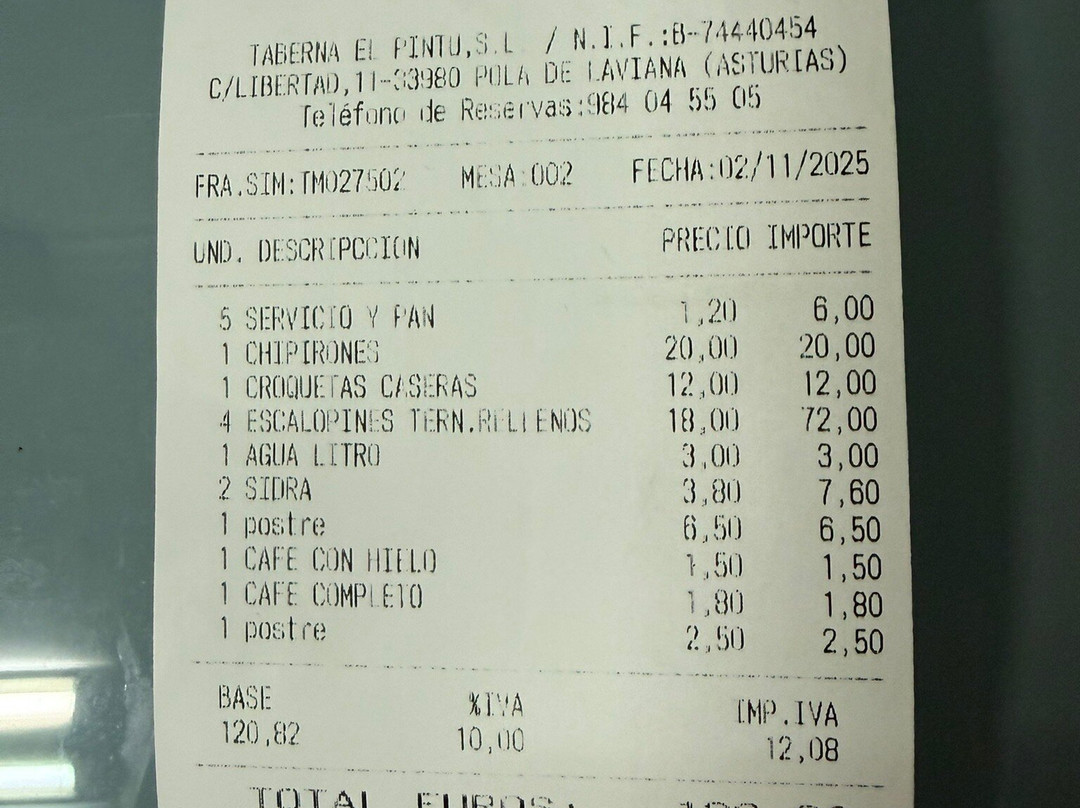 TABERNA EL PINTU,S.L / N.I.F.:B-74440454
C/LIBERTAD,11-33980 POLA DE LAVIANA (ASTURIAS)
Teléfono de Reservas:984 04 55 05
FRA.SIM:TM027502 MESA:002 FECHA:02/11/2025
UND. DESCRIPCCION PRECIO IMPORTE
5 SERVICIO Y PAN 1,20 6,00
1 CHIPIRONES 20,00 20,00
1 CROQUETAS CASERAS 12,00 12,00
4 ESCALOPINES TERN.RELLENOS 18,00 72,00
1 AGUA LITRO 3,00 3,00
2 SIDRA 3,80 7,60
1 postre 6,50 6,50
1 CAFE CON HIELO 1,50 1,50
1 CAFE COMPLETO 1,80 1,80
1 postre 2,50 2,50
BASE %IVA IMP.IVA
120,82 10,00 12,08
TOTAL EUROS: